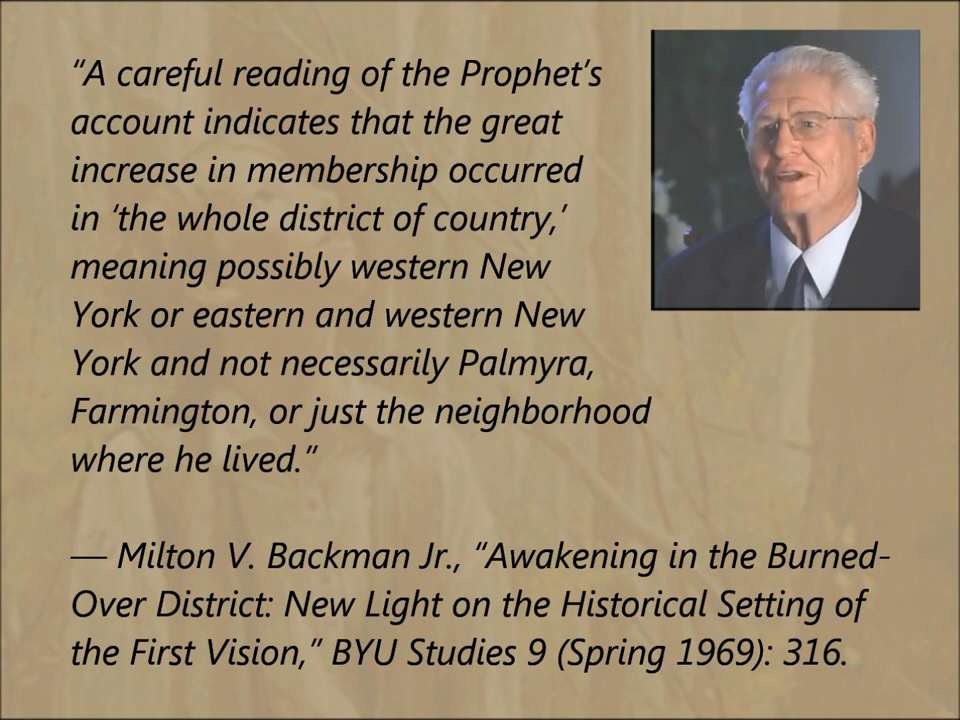 “A careful reading of the Prophet’s
account indicates that the great
increase in membership occurred
in ‘the whole district of country,’
meaning possibly western New
York or eastern and western New
York and not necessarily Palmyra,
Farmington, or just the neighborhood
where he lived.”
— Milton V. Backman Jr., “Awakening in the Burned-
Over District: New Light on the Historical Setting of
the First Vision,” BYU Studies 9 (Spring 1969): 316.